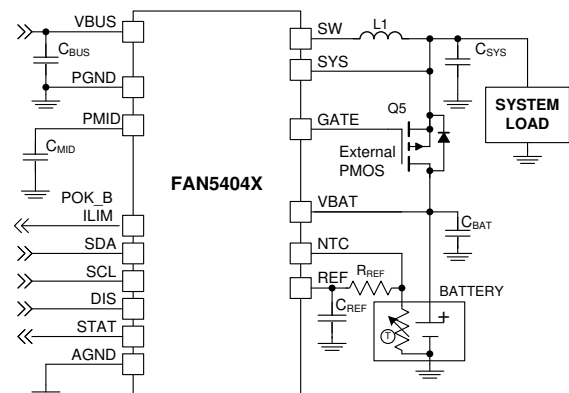 VBUS
CBUS
PGND
PMID
CMID
POK_B
ILIM
SDA
SCL
DIS
STAT
AGND
FAN5404X
SW
L1
SYS
CSYS
SYSTEM
LOAD
Q5
GATE
External
PMOS
VBAT
CBAT
NTC
REF
RREF
CREF
BATTERY
+
T